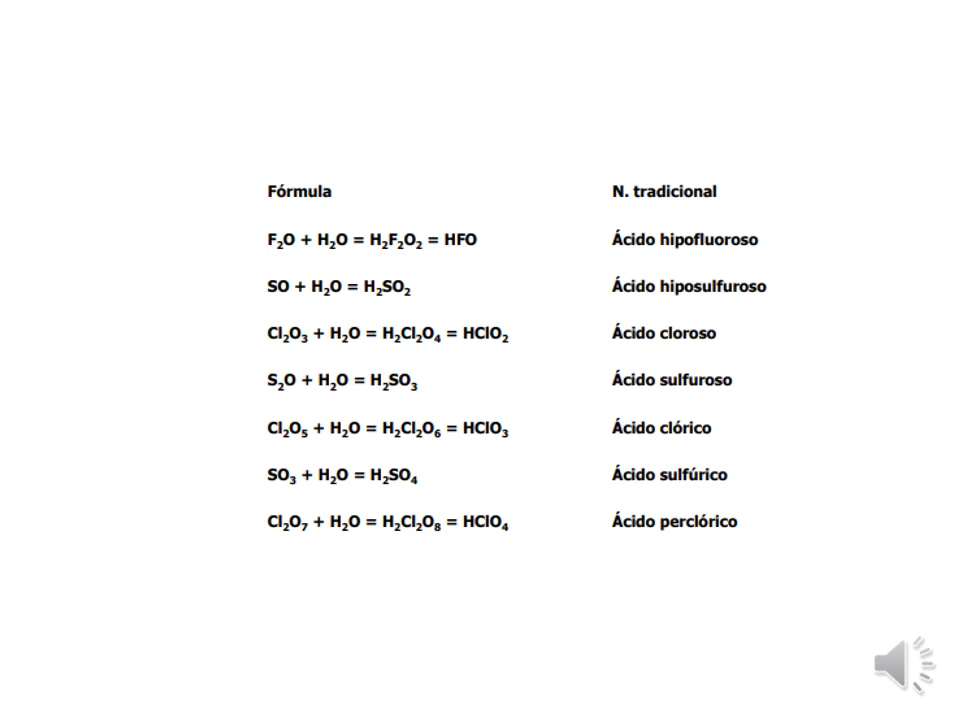 Fórmula N. tradicional
F₂O + H₂O = H₂F₂O₂ = HFO Ácido hipofluoroso
SO + H₂O = H₂SO₂ Ácido hiposulfuroso
Cl₂O₃ + H₂O = H₂Cl₂O₄ = HClO₂ Ácido cloroso
S₂O + H₂O = H₂SO₃ Ácido sulfuroso
Cl₂O₅ + H₂O = H₂Cl₂O₆ = HClO₃ Ácido clórico
SO₃ + H₂O = H₂SO₄ Ácido sulfúrico
Cl₂O₇ + H₂O = H₂Cl₂O₈ = HClO₄ Ácido perclórico